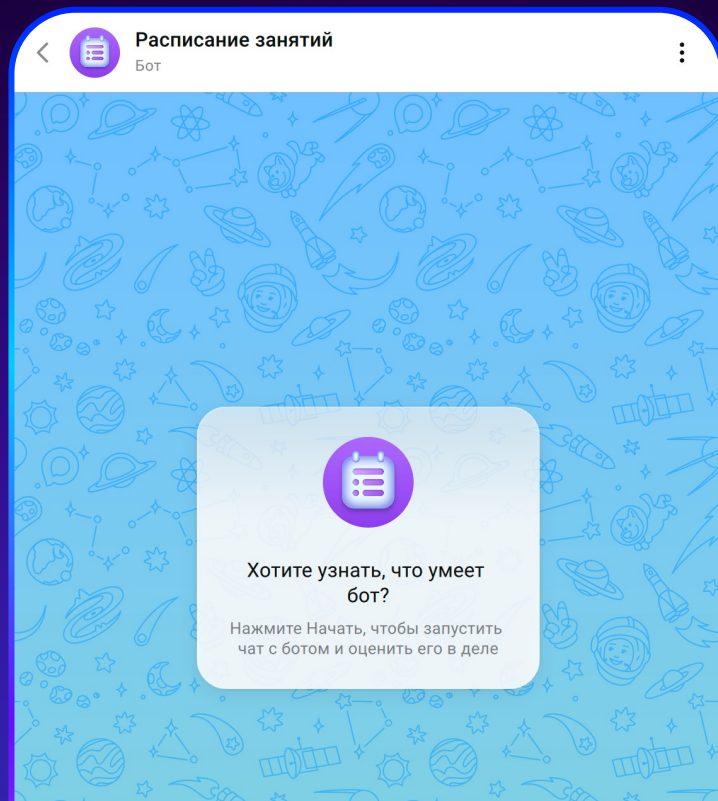 Расписание занятий
Бот
Хотите узнать, что умеет
бот?
Нажмите Начать, чтобы запустить
чат с ботом и оценить его в деле